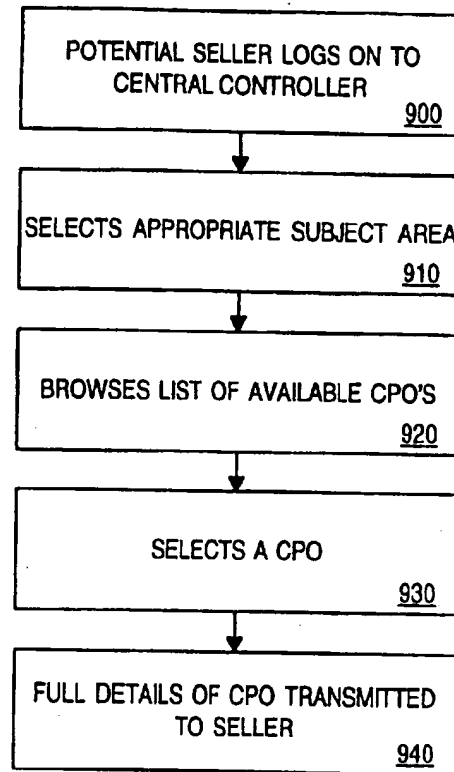 POTENTIAL SELLER LOGS ON TO
CENTRAL CONTROLLER
900
SELECTS APPROPRIATE SUBJECT AREA
910
BROWSES LIST OF AVAILABLE CPO'S
920
SELECTS A CPO
930
FULL DETAILS OF CPO TRANSMITTED
TO SELLER
940